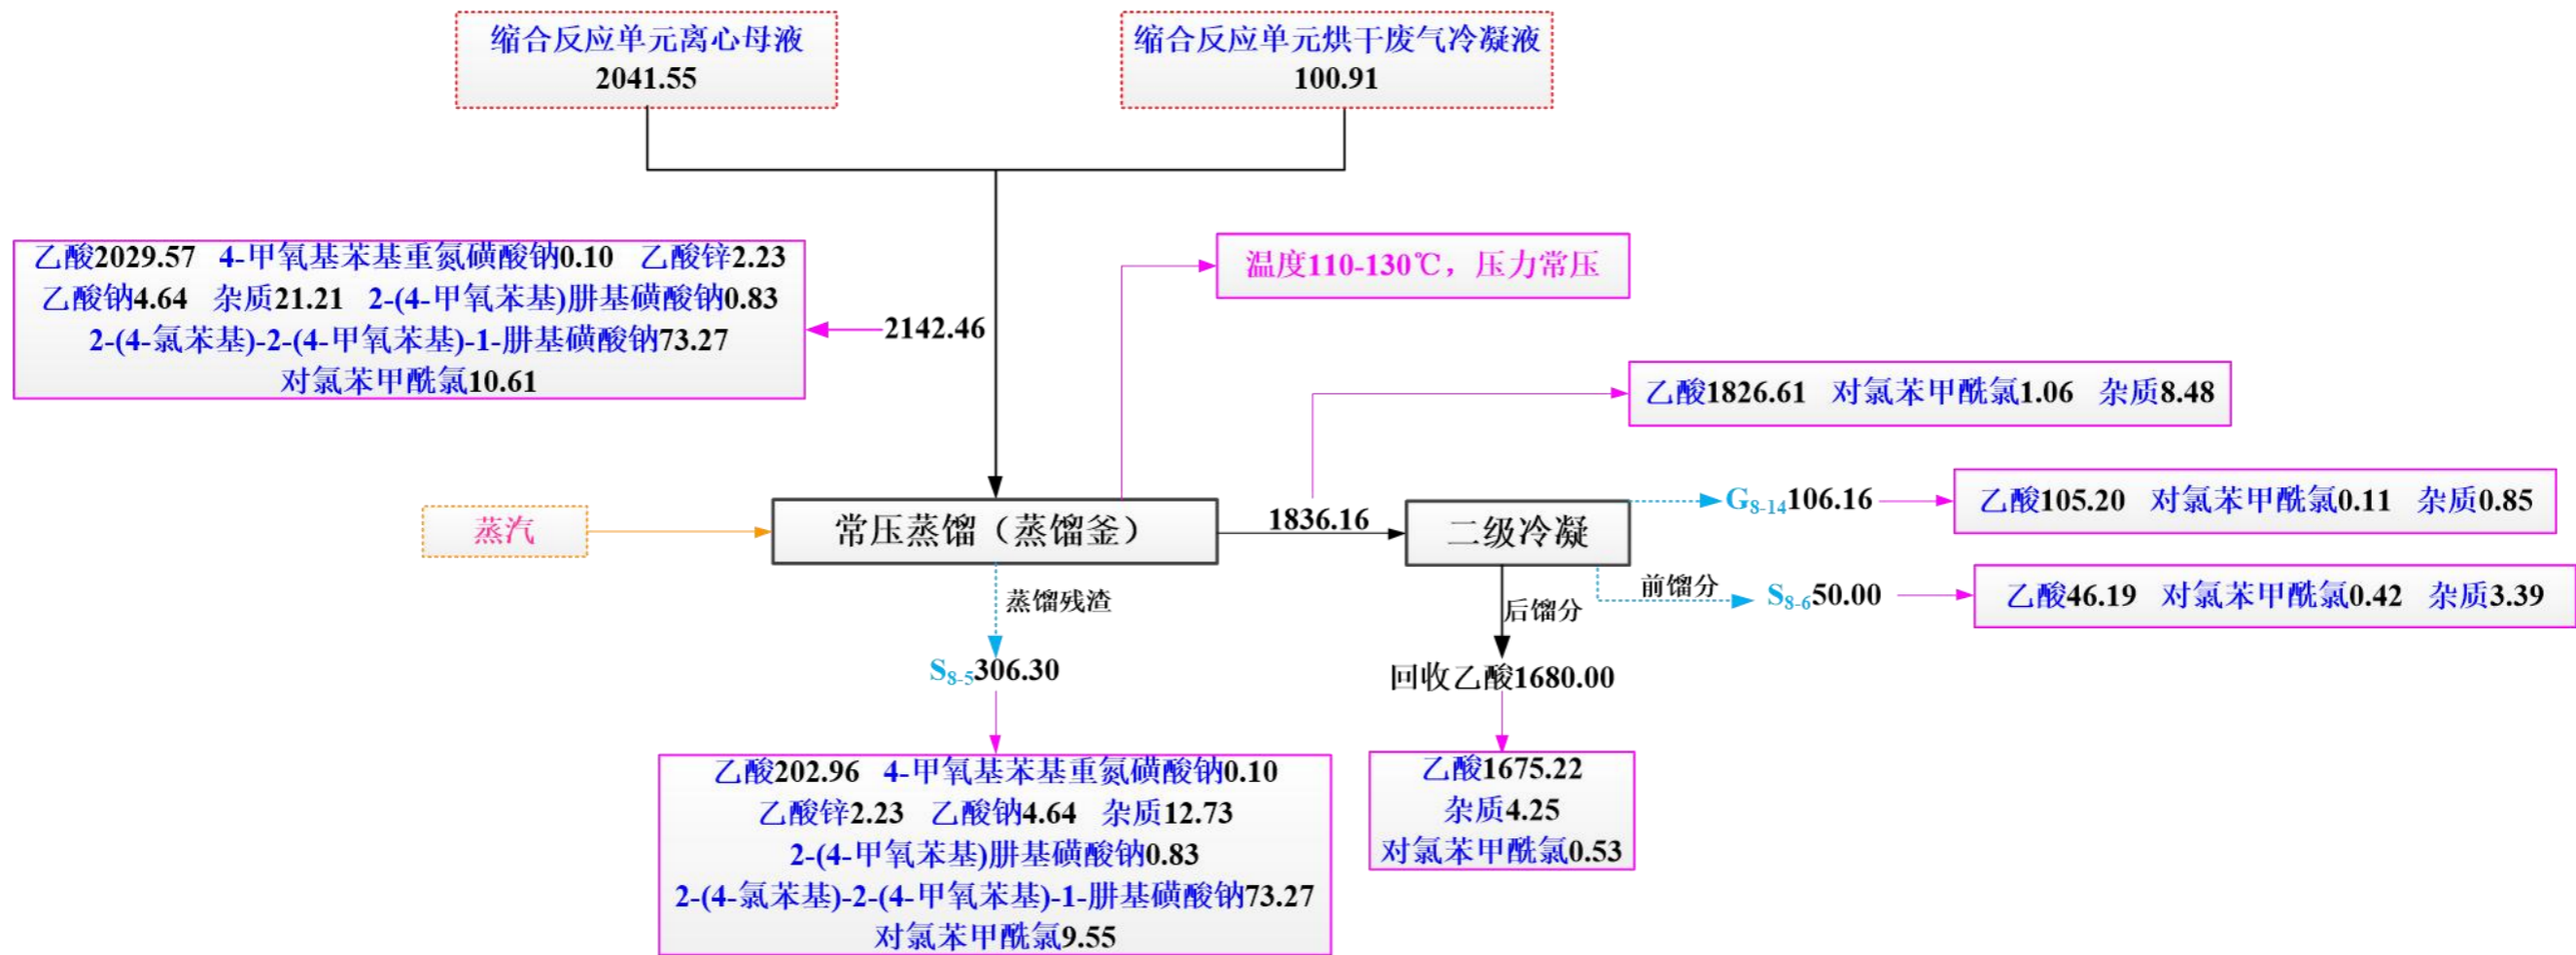 缩合反应单元离心母液
2041.55
缩合反应单元烘干废气冷凝液
100.91
乙酸2029.57 4-甲氧基苯基重氮磺酸钠0.10 乙酸锌2.23
乙酸钠4.64 杂质21.21 2-(4-甲氧苯基)肼基磺酸钠0.83
2-(4-氯苯基)-2-(4-甲氧苯基)-1-肼基磺酸钠73.27
对氯苯甲酰氯10.61
2142.46
温度110-130℃，压力常压
乙酸1826.61 对氯苯甲酰氯1.06 杂质8.48
蒸汽
常压蒸馏（蒸馏釜）
1836.16
二级冷凝
G8-14106.16
乙酸105.20 对氯苯甲酰氯0.11 杂质0.85
前馏分
S8-650.00
乙酸46.19 对氯苯甲酰氯0.42 杂质3.39
蒸馏残渣
S8-5306.30
后馏分
回收乙酸1680.00
乙酸202.96 4-甲氧基苯基重氮磺酸钠0.10
乙酸锌2.23 乙酸钠4.64 杂质12.73
2-(4-甲氧苯基)肼基磺酸钠0.83
2-(4-氯苯基)-2-(4-甲氧苯基)-1-肼基磺酸钠73.27
对氯苯甲酰氯9.55
乙酸1675.22
杂质4.25
对氯苯甲酰氯0.53